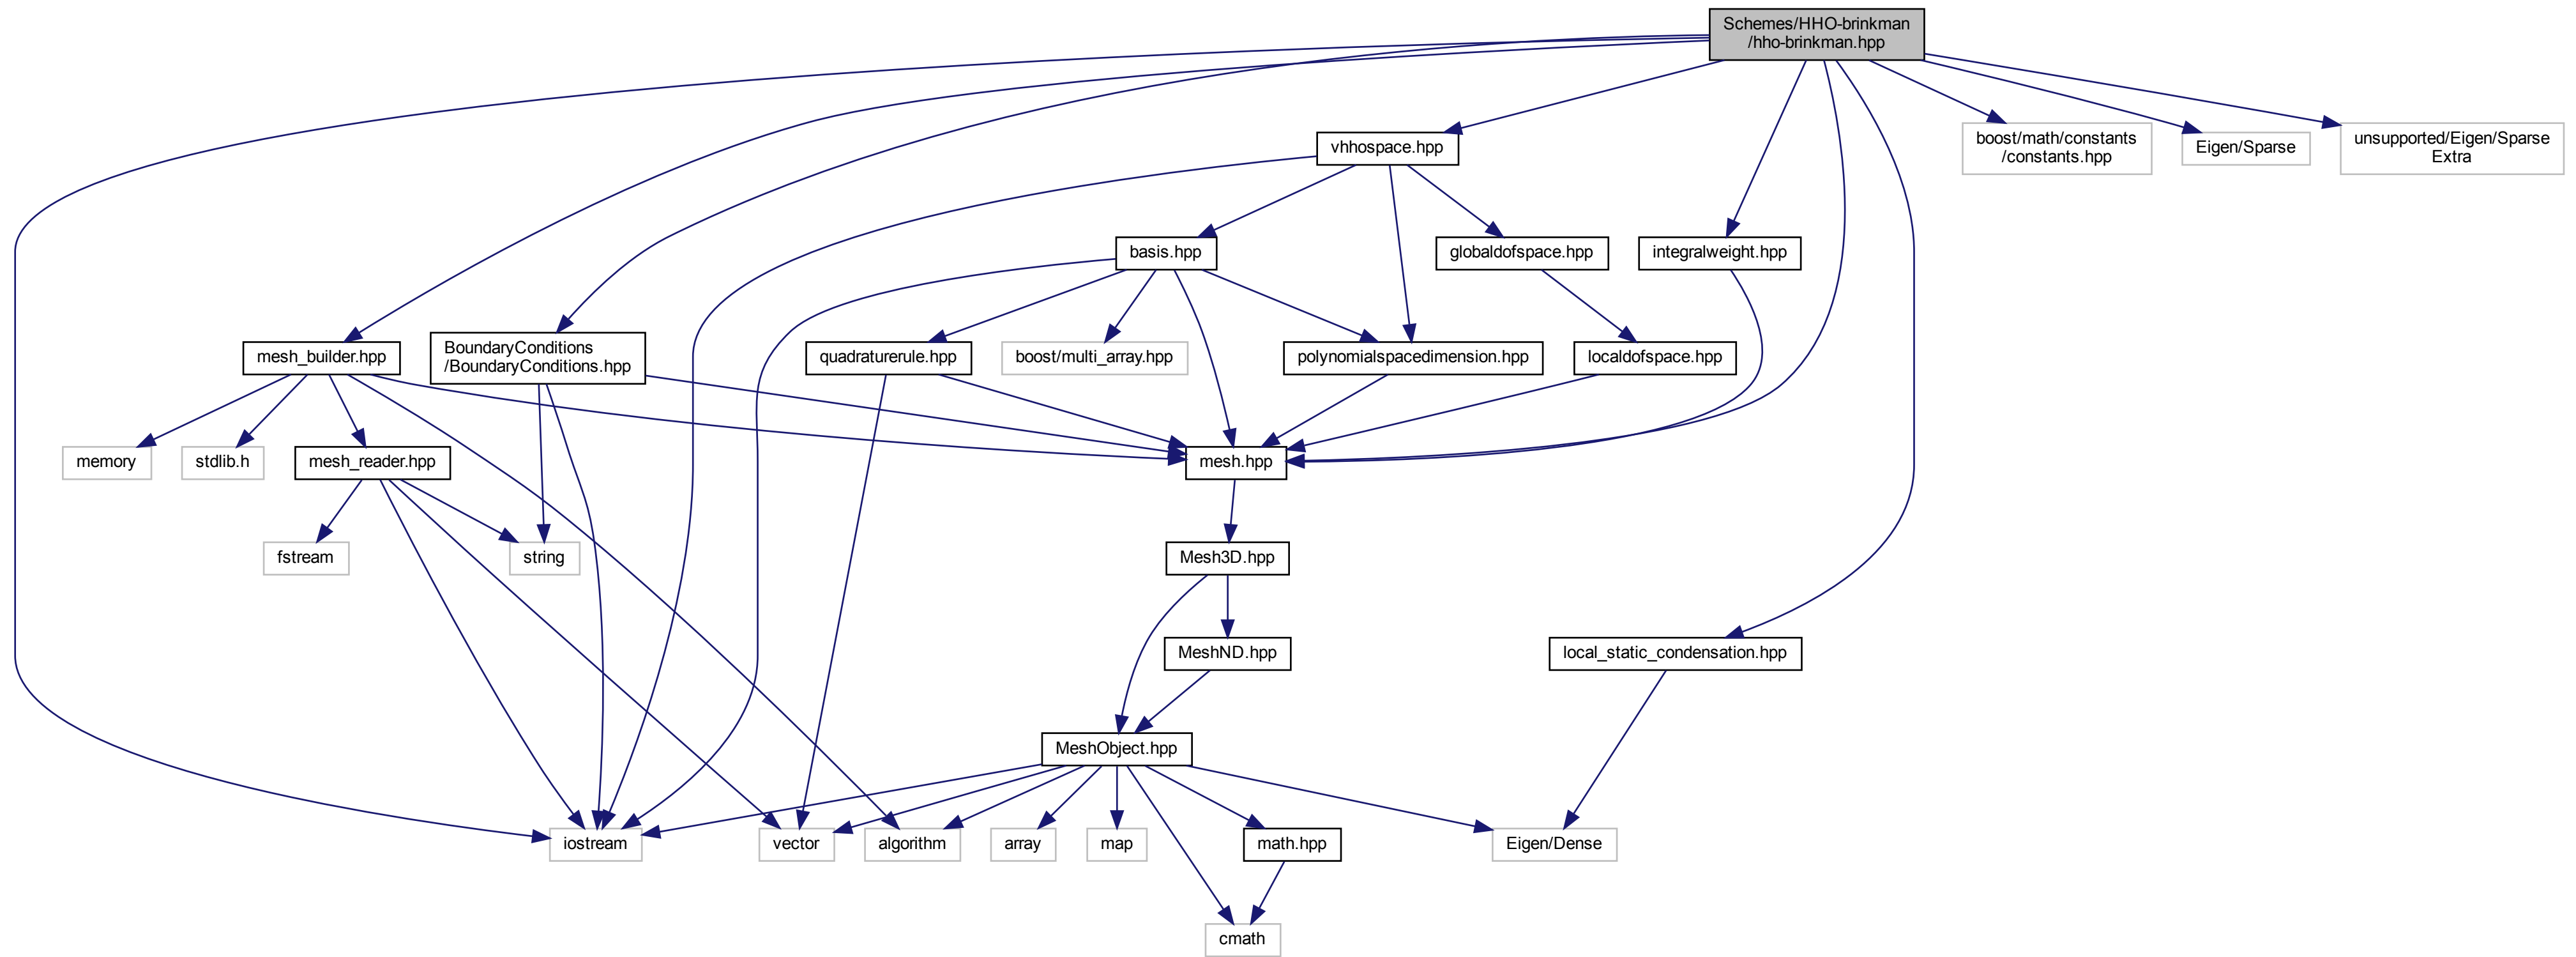 Schemes/HHO-brinkman
/hho-brinkman.hpp
vhhospace.hpp
boost/math/constants
/constants.hpp
Eigen/Sparse
unsupported/Eigen/Sparse
Extra
basis.hpp
globaldofspace.hpp
integralweight.hpp
mesh_builder.hpp
BoundaryConditions
/BoundaryConditions.hpp
quadraturerule.hpp
boost/multi_array.hpp
polynomialspacedimension.hpp
localdofspace.hpp
memory
stdlib.h
mesh_reader.hpp
mesh.hpp
fstream
string
Mesh3D.hpp
MeshND.hpp
local_static_condensation.hpp
MeshObject.hpp
iostream
vector
algorithm
array
map
math.hpp
Eigen/Dense
cmath